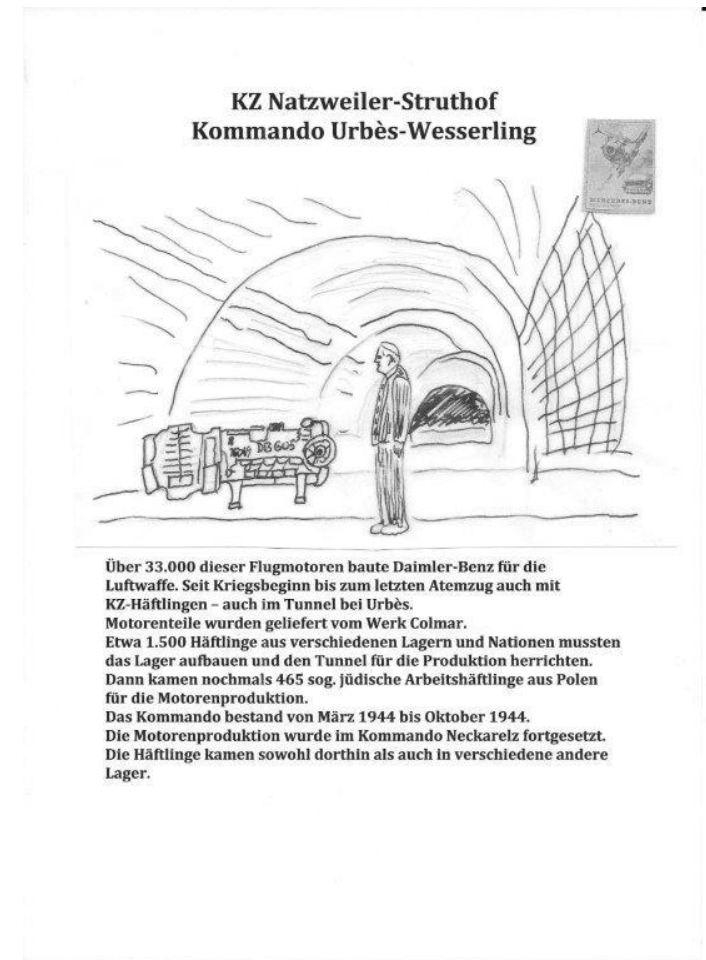 KZ Natzweiler-Struthof
Kommando Urbès-Wesserling
MERCEDES-BENZ
DB 605
Über 33.000 dieser Flugmotoren baute Daimler-Benz für die
Luftwaffe. Seit Kriegsbeginn bis zum letzten Atemzug auch mit
KZ-Häftlingen – auch im Tunnel bei Urbès.
Motorenteile wurden geliefert vom Werk Colmar.
Etwa 1.500 Häftlinge aus verschiedenen Lagern und Nationen mussten
das Lager aufbauen und den Tunnel für die Produktion herrichten.
Dann kamen nochmals 465 sog. jüdische Arbeitshäftlinge aus Polen
für die Motorenproduktion.
Das Kommando bestand von März 1944 bis Oktober 1944.
Die Motorenproduktion wurde im Kommando Neckarelz fortgesetzt.
Die Häftlinge kamen sowohl dorthin als auch in verschiedene andere
Lager.